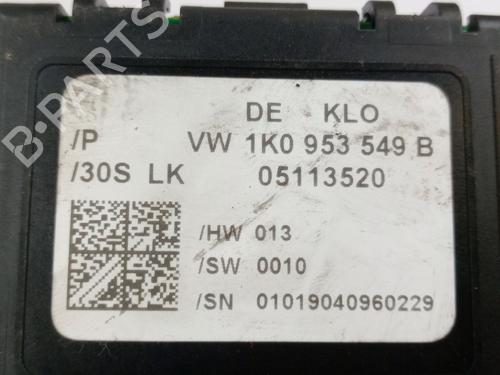 DE KLO
/P VW 1K0 953 549 B
/30S LK 05113520
/HW 013
/SW 0010
/SN 01019040960229
B-PARTS